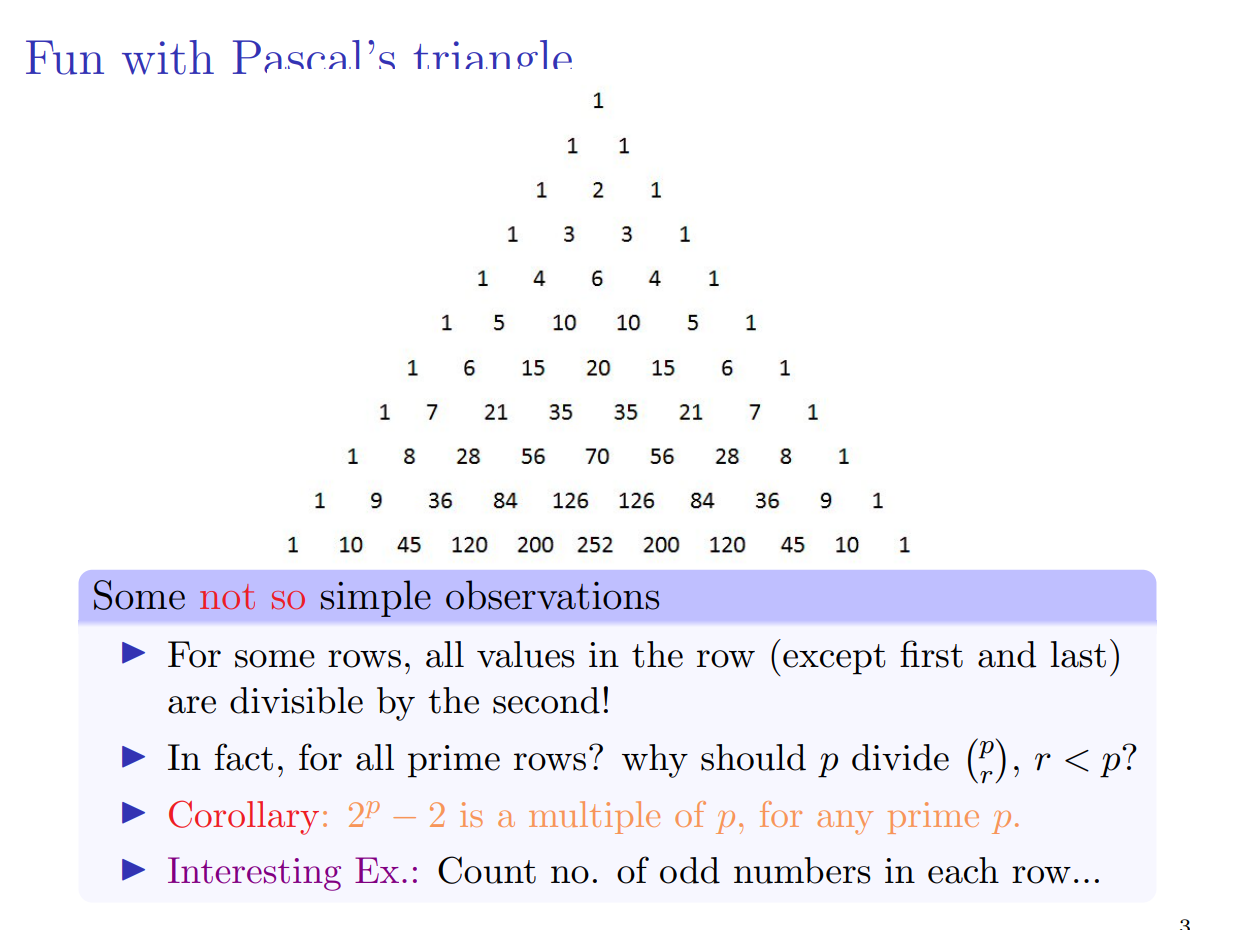 Fun with Pascal's triangle
1
1 1
1 2 1
1 3 3 1
1 4 6 4 1
1 5 10 10 5 1
1 6 15 20 15 6 1
1 7 21 35 35 21 7 1
1 8 28 56 70 56 28 8 1
1 9 36 84 126 126 84 36 9 1
1 10 45 120 200 252 200 120 45 10 1
Some not so simple observations
▶ For some rows, all values in the row (except first and last)
are divisible by the second!
▶ In fact, for all prime rows? why should p divide (p r), r < p?
▶ Corollary: 2^p − 2 is a multiple of p, for any prime p.
▶ Interesting Ex.: Count no. of odd numbers in each row...
3